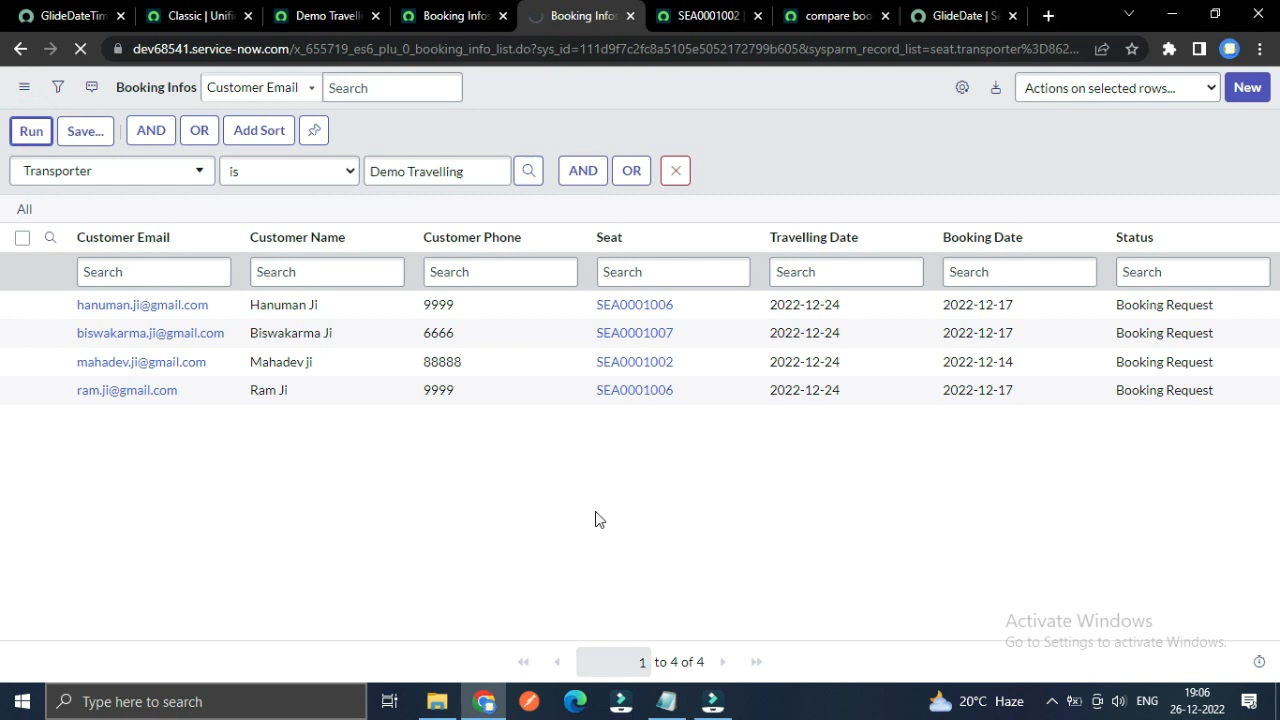 GlideDateTim Classic | Unifi Demo Travelli Booking Infos Booking Infos SEA0001002 | compare boo GlideDate | Se
dev68541.service-now.com/x_655719_es6_plu_0_booking_info_list.do?sys_id=111d9f7c2fc8a5105e5052172799b605&sysparm_record_list=seat.transporter%3D862...
Booking Infos Customer Email Search Actions on selected rows... New
Run Save... AND OR Add Sort
Transporter is Demo Travelling AND OR
All
Customer Email Customer Name Customer Phone Seat Travelling Date Booking Date Status
Search Search Search Search Search Search Search
hanuman.ji@gmail.com Hanuman Ji 9999 SEA0001006 2022-12-24 2022-12-17 Booking Request
biswakarma.ji@gmail.com Biswakarma Ji 6666 SEA0001007 2022-12-24 2022-12-17 Booking Request
mahadev.ji@gmail.com Mahadev ji 88888 SEA0001002 2022-12-24 2022-12-14 Booking Request
ram.ji@gmail.com Ram Ji 9999 SEA0001006 2022-12-24 2022-12-17 Booking Request
Activate Windows
Go to Settings to activate Windows.
1 to 4 of 4
Type here to search 20°C Haze ENG 19:06
26-12-2022